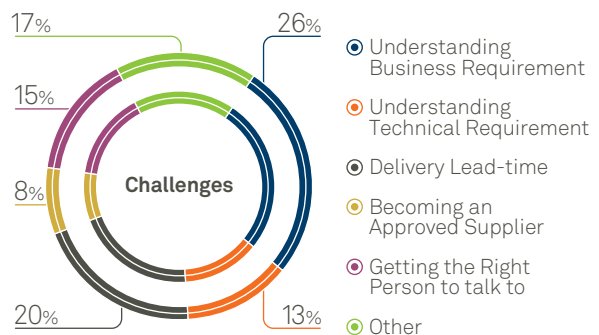 17%
26%
15%
8%
20%
13%
Challenges
Understanding
Business Requirement
Understanding
Technical Requirement
Delivery Lead-time
Becoming an
Approved Supplier
Getting the Right
Person to talk to
Other